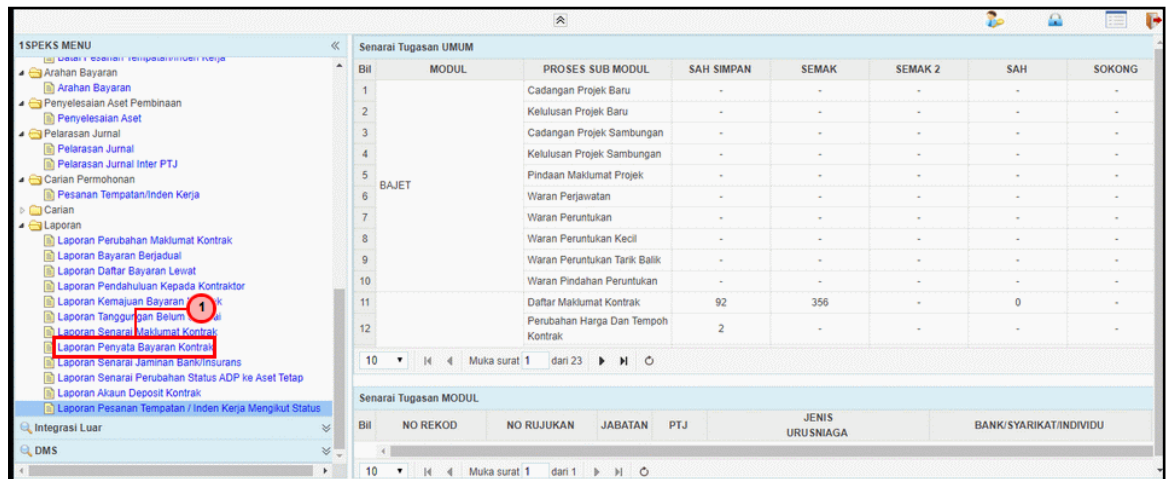 1SPEKS MENU
Arahan Bayaran
Arahan Bayaran
Penyelesaian Aset Pembinaan
Penyelesaian Aset
Pelarasan Jurnal
Pelarasan Jurnal
Pelarasan Jurnal Inter PTJ
Carian Permohonan
Pesanan Tempatan/Inden Kerja
Carian
Laporan
Laporan Perubahan Maklumat Kontrak
Laporan Bayaran Berjadual
Laporan Daftar Bayaran Lewat
Laporan Pendahuluan Kepada Kontraktor
Laporan Kemajuan Bayaran
1
Laporan Tanggungan Belum
Laporan Senarai Maklumat Kontrak
Laporan Penyata Bayaran Kontrak
Laporan Senarai Jaminan Bank/Insurans
Laporan Senarai Perubahan Status ADP ke Aset Tetap
Laporan Akaun Deposit Kontrak
Laporan Pesanan Tempatan / Inden Kerja Mengikut Status
Integrasi Luar
DMS
Senarai Tugasan UMUM
Bil MODUL PROSES SUB MODUL SAH SIMPAN SEMAK SEMAK 2 SAH SOKONG
1 Cadangan Projek Baru - - - - -
2 Kelulusan Projek Baru - - - - -
3 Cadangan Projek Sambungan - - - - -
4 Kelulusan Projek Sambungan - - - - -
5 Pindaan Maklumat Projek - - - - -
BAJET
6 Waran Perjawatan - - - - -
7 Waran Peruntukan - - - - -
8 Waran Peruntukan Kecil - - - - -
9 Waran Peruntukan Tarik Balik - - - - -
10 Waran Pindahan Peruntukan - - - - -
11 Daftar Maklumat Kontrak 92 356 - 0 -
12 Perubahan Harga Dan Tempoh Kontrak 2 - - - -
10 Muka surat 1 dari 23
Senarai Tugasan MODUL
Bil NO REKOD NO RUJUKAN JABATAN PTJ JENIS URUSNIAGA BANK/SYARIKAT/INDIVIDU
10 Muka surat 1 dari 1